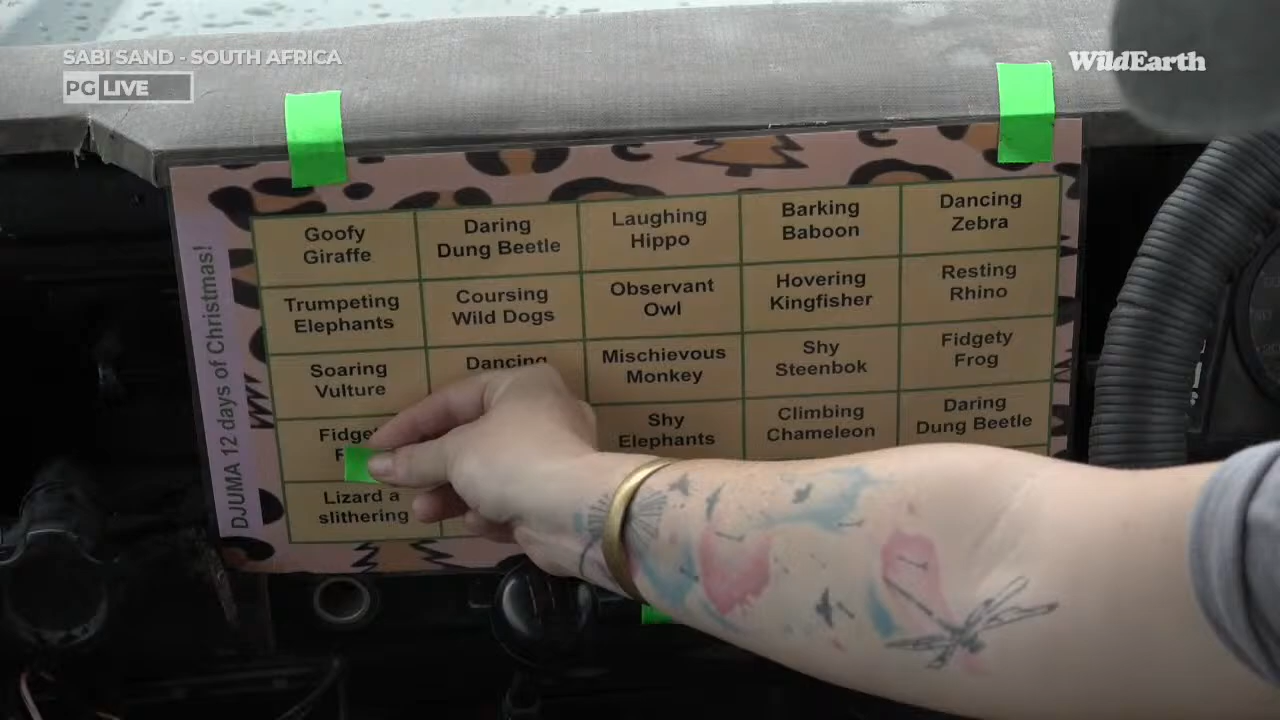 SABI SAND - SOUTH AFRICA
PG LIVE
WildEarth
DJUMA 12 days of Christmas!
Goofy
Giraffe
Daring
Dung Beetle
Laughing
Hippo
Barking
Baboon
Dancing
Zebra
Trumpeting
Elephants
Coursing
Wild Dogs
Observant
Owl
Hovering
Kingfisher
Resting
Rhino
Soaring
Vulture
Dancing
Mischievous
Monkey
Shy
Steenbok
Fidgety
Frog
Fidget
F
Shy
Elephants
Climbing
Chameleon
Daring
Dung Beetle
Lizard a
slithering